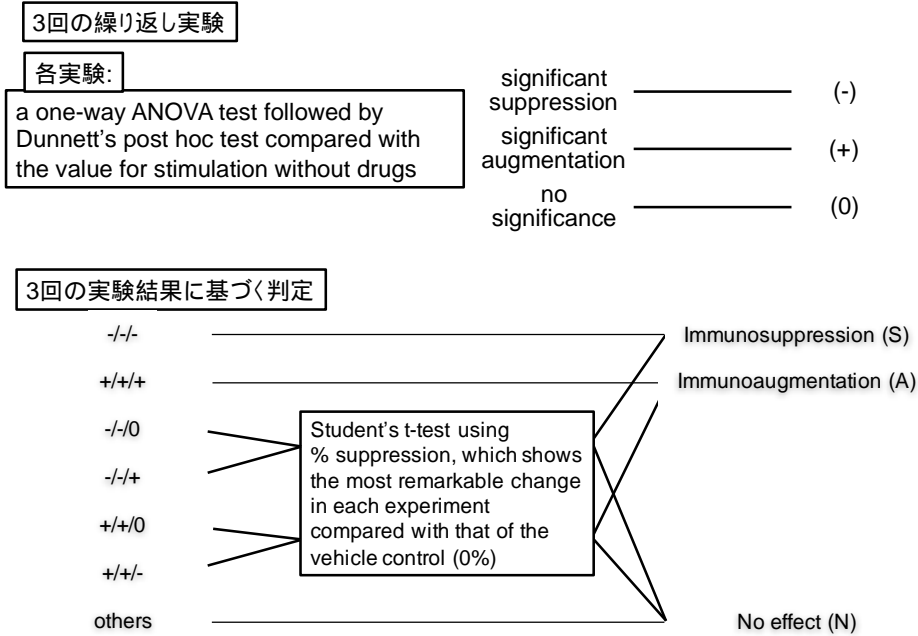 3回の繰り返し実験
各実験:
a one-way ANOVA test followed by
Dunnett's post hoc test compared with
the value for stimulation without drugs
significant
suppression
(-)
significant
augmentation
(+)
no
significance
(0)
3回の実験結果に基づく判定
-/-/-
Immunosuppression (S)
+/+/+
Immunoaugmentation (A)
-/-/0
-/-/+
+/+/0
+/+/-
Student's t-test using
% suppression, which shows
the most remarkable change
in each experiment
compared with that of the
vehicle control (0%)
others
No effect (N)